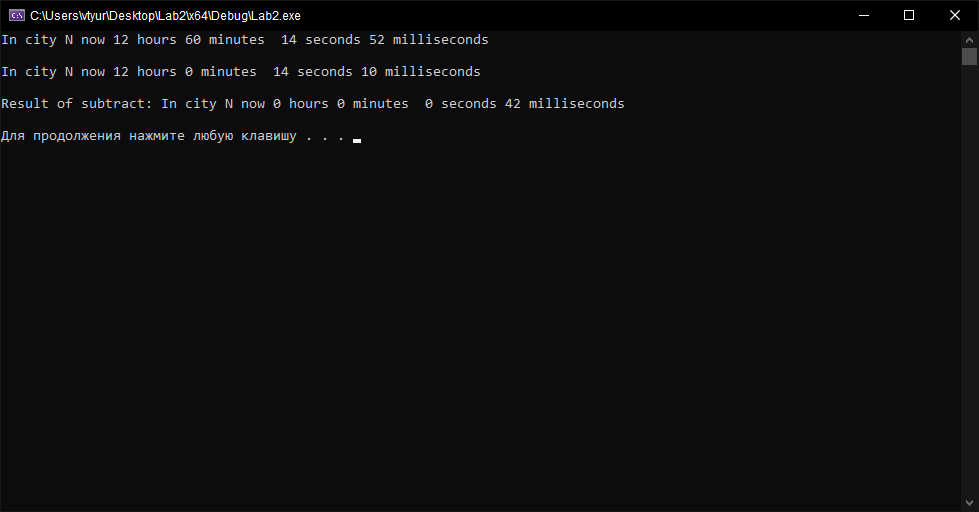 C:\Users\vtyur\Desktop\Lab2\x64\Debug\Lab2.exe
In city N now 12 hours 60 minutes  14 seconds 52 milliseconds
In city N now 12 hours 0 minutes  14 seconds 10 milliseconds
Result of subtract: In city N now 0 hours 0 minutes  0 seconds 42 milliseconds
Для продолжения нажмите любую клавишу . . .